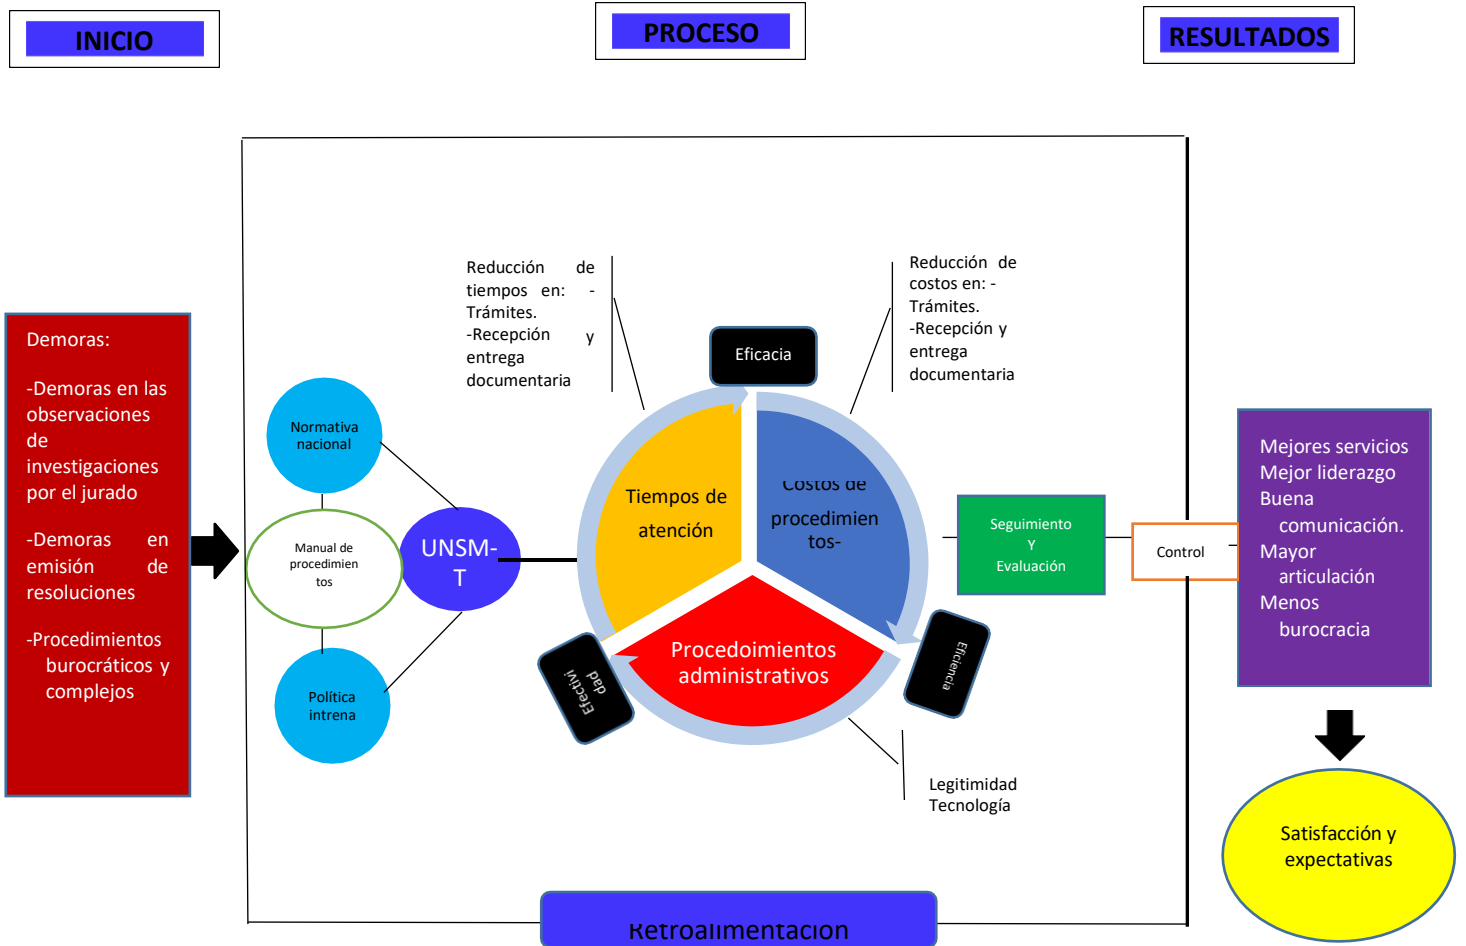 INICIO
PROCESO
RESULTADOS
Demoras:
-Demoras en las
observaciones
de
investigaciones
por el jurado
-Demoras en
emisión de
resoluciones
-Procedimientos
burocráticos y
complejos
Normativa
nacional
Manual de
procedimien
tos
Política
intrena
UNSM-
T
Reducción de
tiempos en: -
Trámites.
-Recepción y
entrega
documentaria
Reducción de
costos en: -
Trámites.
-Recepción y
entrega
documentaria
Eficacia
Tiempos de
atención
Costos de
procedimien
tos-
Procedoimientos
administrativos
Efectivi
dad
Eficiencia
Legitimidad
Tecnología
Seguimiento
Y
Evaluación
Control
Mejores servicios
Mejor liderazgo
Buena
comunicación.
Mayor
articulación
Menos
burocracia
Satisfacción y
expectativas
Retroalimentación